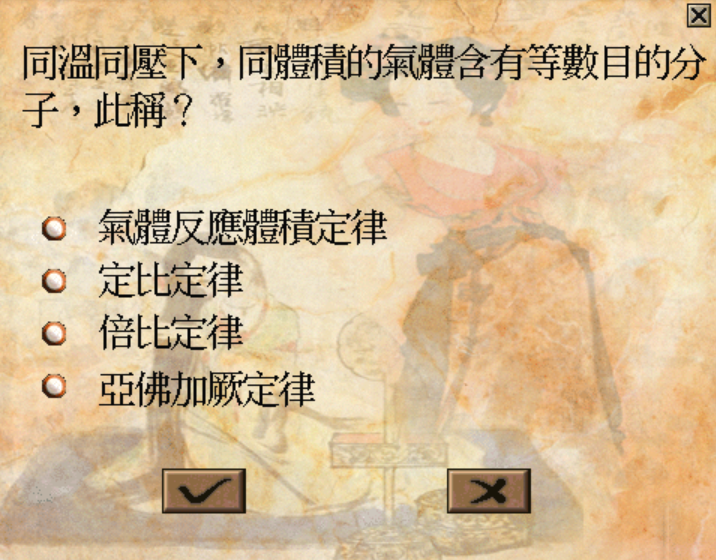 同溫同壓下，同體積的氣體含有等數目的分
子，此稱？
氣體反應體積定律
定比定律
倍比定律
亞佛加厥定律